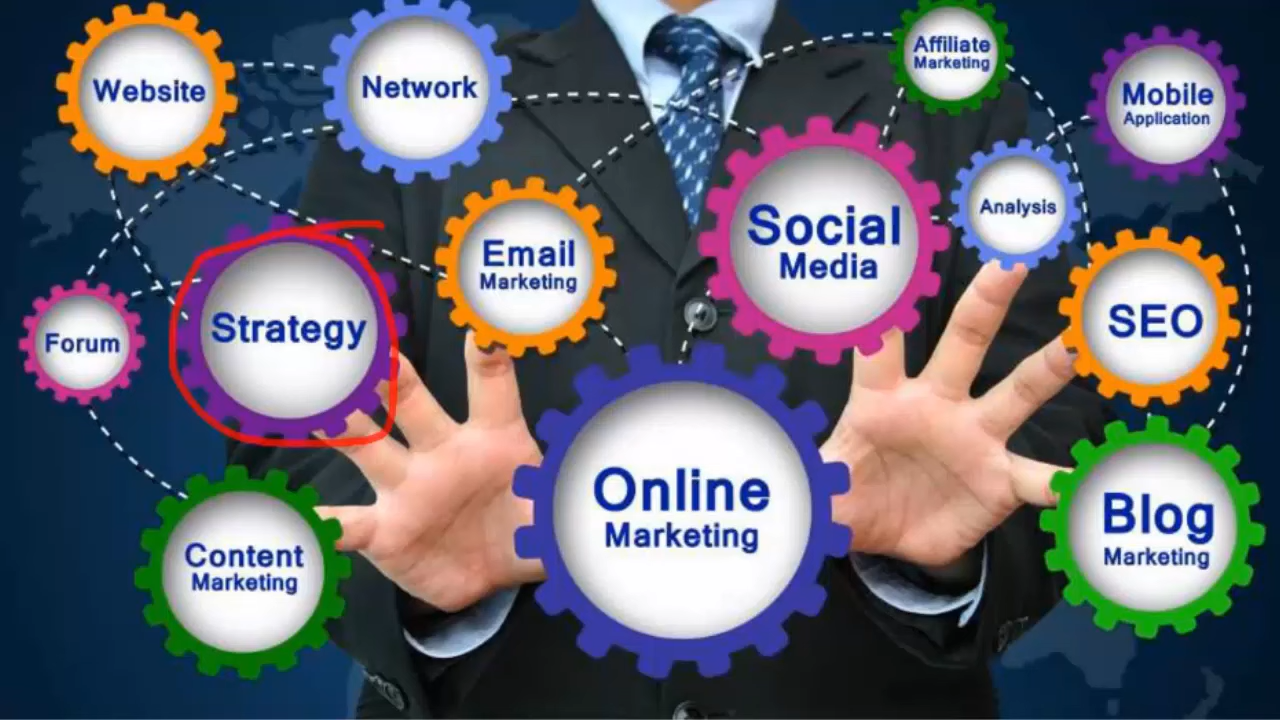 Website
Network
Affiliate
Marketing
Mobile
Application
Analysis
Email
Marketing
Social
Media
Forum
Strategy
SEO
Online
Marketing
Content
Marketing
Blog
Marketing